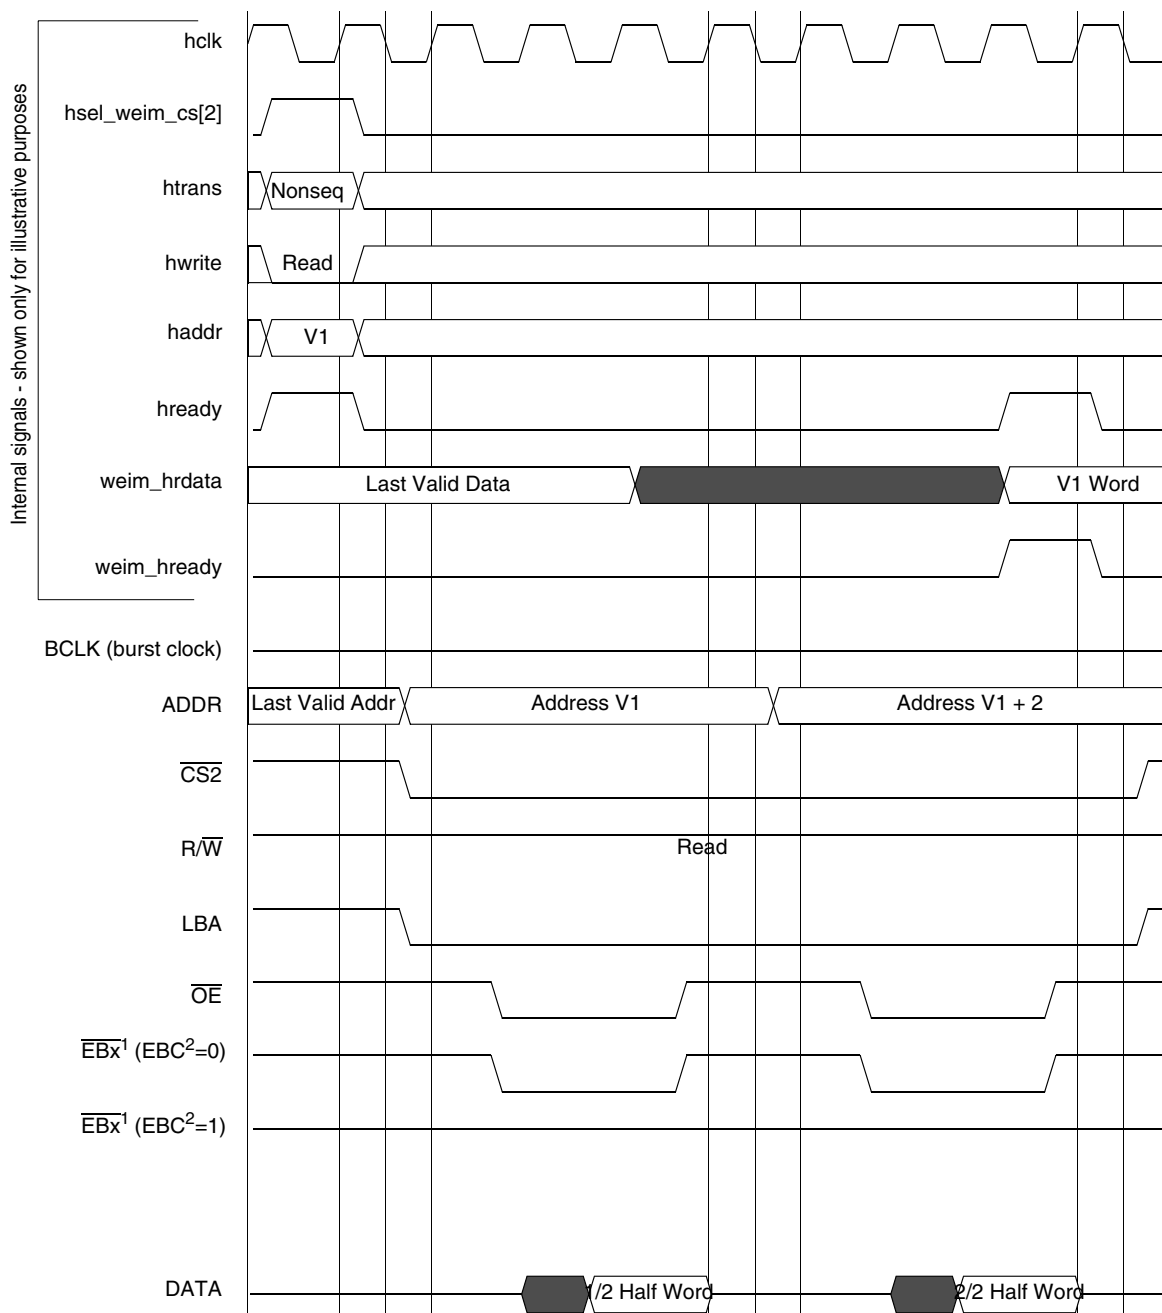 Internal signals - shown only for illustrative purposes
hclk
hsel_weim_cs[2]
htrans Nonseq
hwrite Read
haddr V1
hready
weim_hrdata Last Valid Data V1 Word
weim_hready
BCLK (burst clock)
ADDR Last Valid Addr Address V1 Address V1 + 2
CS2
R/W Read
LBA
OE
EBx1 (EBC2=0)
EBx1 (EBC2=1)
DATA 1/2 Half Word 2/2 Half Word